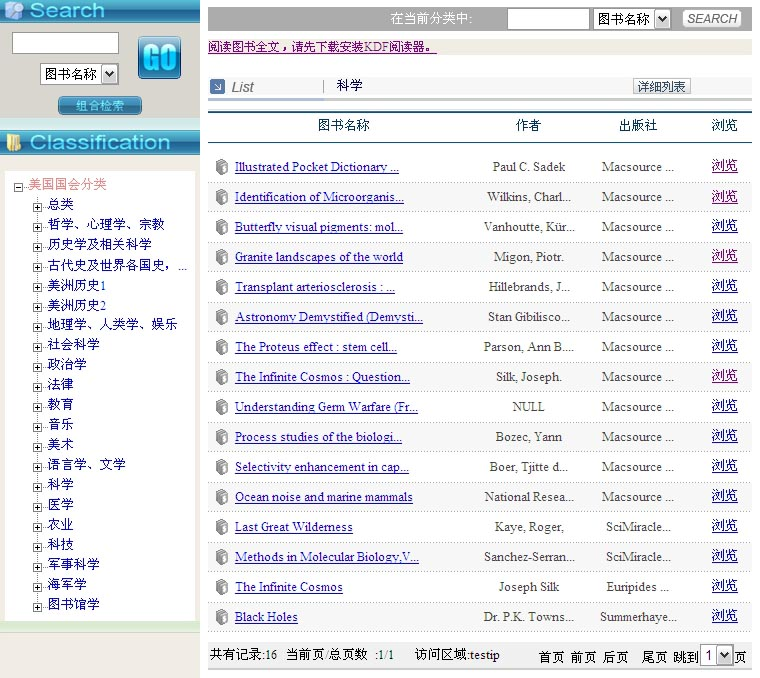 Search
GO
图书名称
组合检索
Classification
美国国会分类
总类
哲学、心理学、宗教
历史学及相关科学
古代史及世界各国史，...
美洲历史1
美洲历史2
地理学、人类学、娱乐
社会科学
政治学
法律
教育
音乐
美术
语言学、文学
科学
医学
农业
科技
军事科学
海军学
图书馆学
在当前分类中: 图书名称 SEARCH
阅读图书全文，请先下载安装KDF阅读器。
List 科学 详细列表
图书名称 作者 出版社 浏览
Illustrated Pocket Dictionary ... Paul C. Sadek Macsource ... 浏览
Identification of Microorganis... Wilkins, Charl... Macsource ... 浏览
Butterfly visual pigments: mol... Vanhoutte, Kür... Macsource ... 浏览
Granite landscapes of the world Migon, Piotr. Macsource ... 浏览
Transplant arteriosclerosis : ... Hillebrands, J... Macsource ... 浏览
Astronomy Demystified (Demysti... Stan Gibilisco... Macsource ... 浏览
The Proteus effect : stem cell... Parson, Ann B.... Macsource ... 浏览
The Infinite Cosmos : Question... Silk, Joseph. Macsource ... 浏览
Understanding Germ Warfare (Fr... NULL Macsource ... 浏览
Process studies of the biologi... Bozec, Yann Macsource ... 浏览
Selectivity enhancement in cap... Boer, Tjitte d... Macsource ... 浏览
Ocean noise and marine mammals National Resea... Macsource ... 浏览
Last Great Wilderness Kaye, Roger, SciMiracle... 浏览
Methods in Molecular Biology,V... Sanchez-Serran... SciMiracle... 浏览
The Infinite Cosmos Joseph Silk Euripides ... 浏览
Black Holes Dr. P.K. Towns... Summerhaye... 浏览
共有记录:16 当前页/总页数 :1/1 访问区域:testip 首页 前页 后页 尾页 跳到 1 页